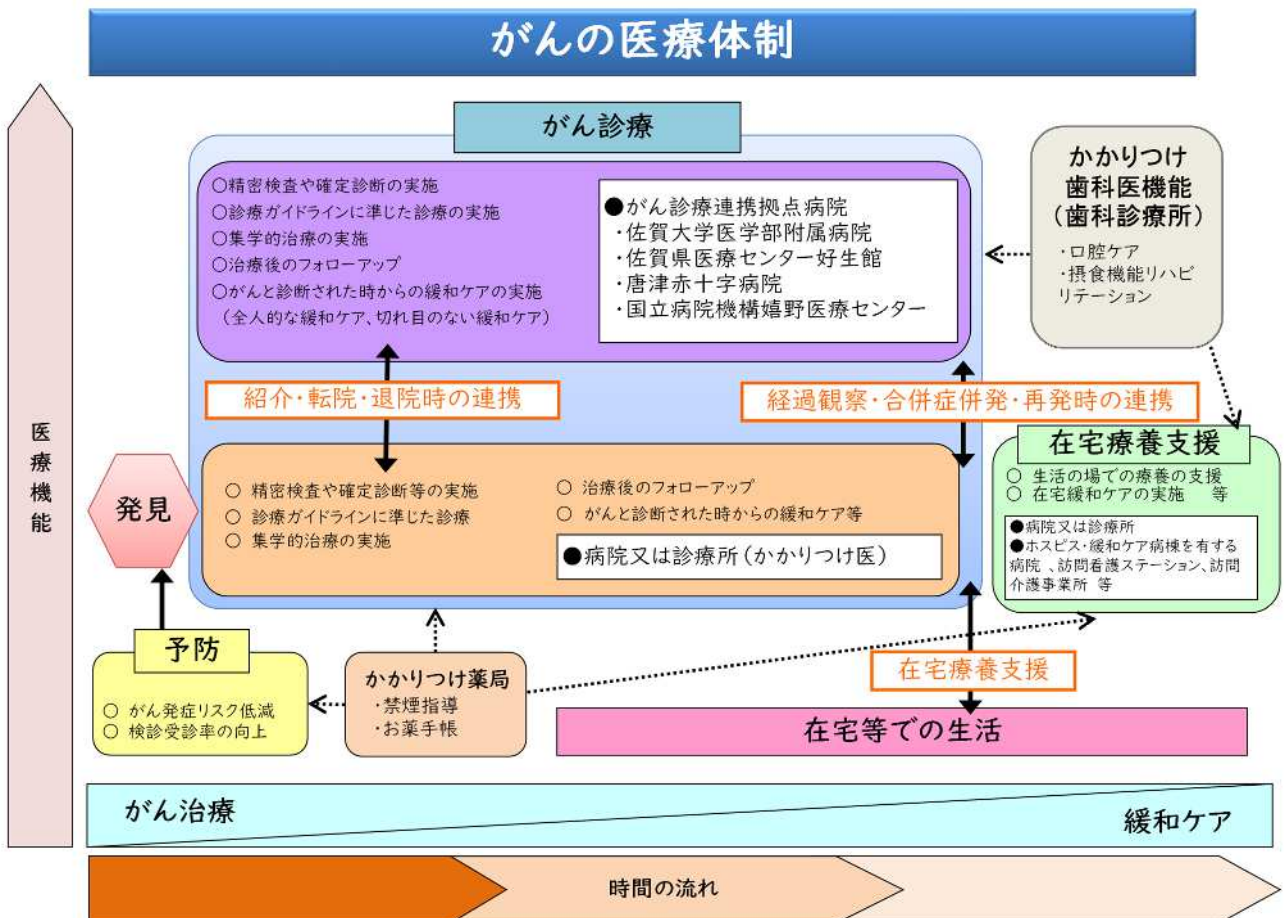 がんの医療体制
医療機能
がん診療
○精密検査や確定診断の実施
○診療ガイドラインに準じた診療の実施
○集学的治療の実施
○治療後のフォローアップ
○がんと診断された時からの緩和ケアの実施
(全人的な緩和ケア、切れ目のない緩和ケア)
●がん診療連携拠点病院
・佐賀大学医学部附属病院
・佐賀県医療センター好生館
・唐津赤十字病院
・国立病院機構嬉野医療センター
かかりつけ
歯科医機能
(歯科診療所)
・口腔ケア
・摂食機能リハビ
リテーション
紹介・転院・退院時の連携
経過観察・合併症併発・再発時の連携
発見
○ 精密検査や確定診断等の実施
○ 診療ガイドラインに準じた診療
○ 集学的治療の実施
○ 治療後のフォローアップ
○ がんと診断された時からの緩和ケア等
●病院又は診療所(かかりつけ医)
在宅療養支援
○ 生活の場での療養の支援
○ 在宅緩和ケアの実施 等
●病院又は診療所
●ホスピス・緩和ケア病棟を有する
病院 、訪問看護ステーション、訪問
介護事業所 等
予防
○ がん発症リスク低減
○ 検診受診率の向上
かかりつけ薬局
・禁煙指導
・お薬手帳
在宅療養支援
在宅等での生活
がん治療
緩和ケア
時間の流れ